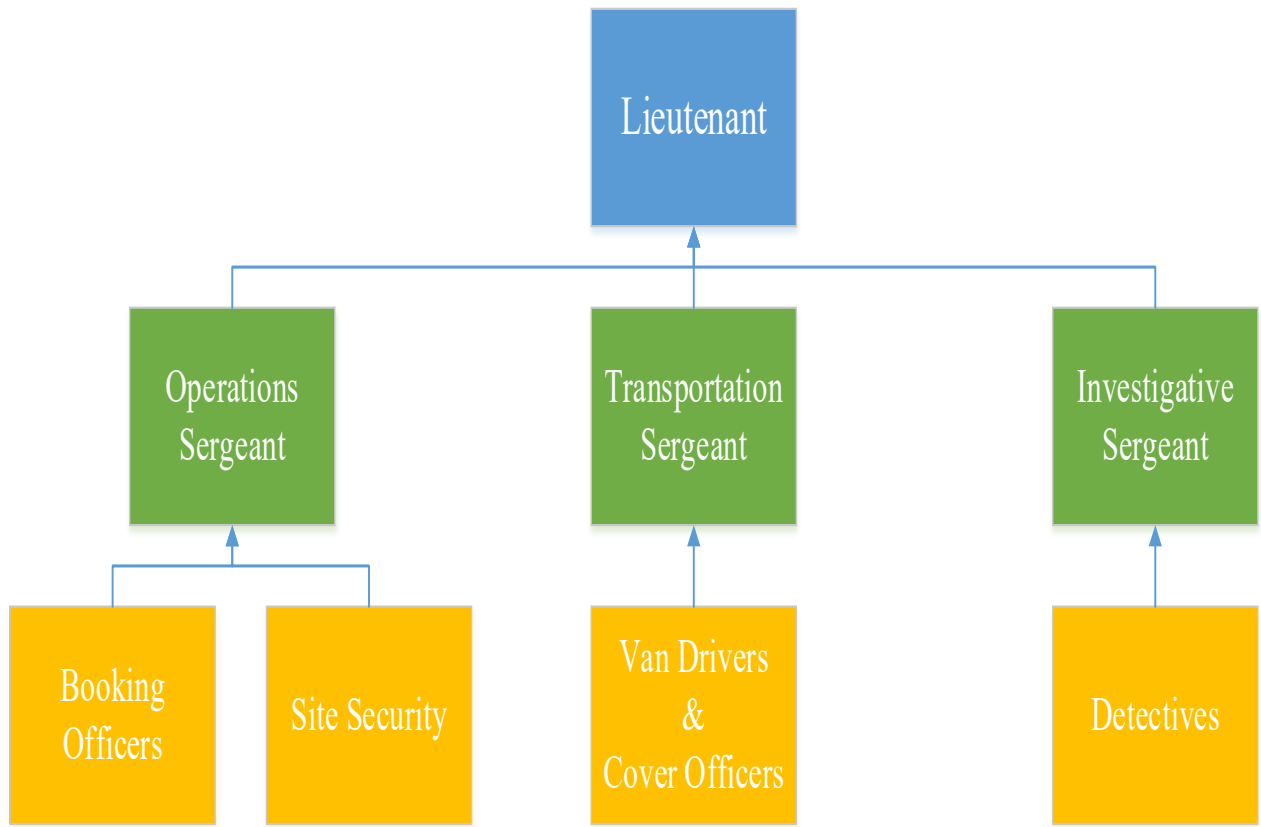 Lieutenant
Operations
Sergeant
Transportation
Sergeant
Investigative
Sergeant
Booking
Officers
Site Security
Van Drivers
&
Cover Officers
Detectives